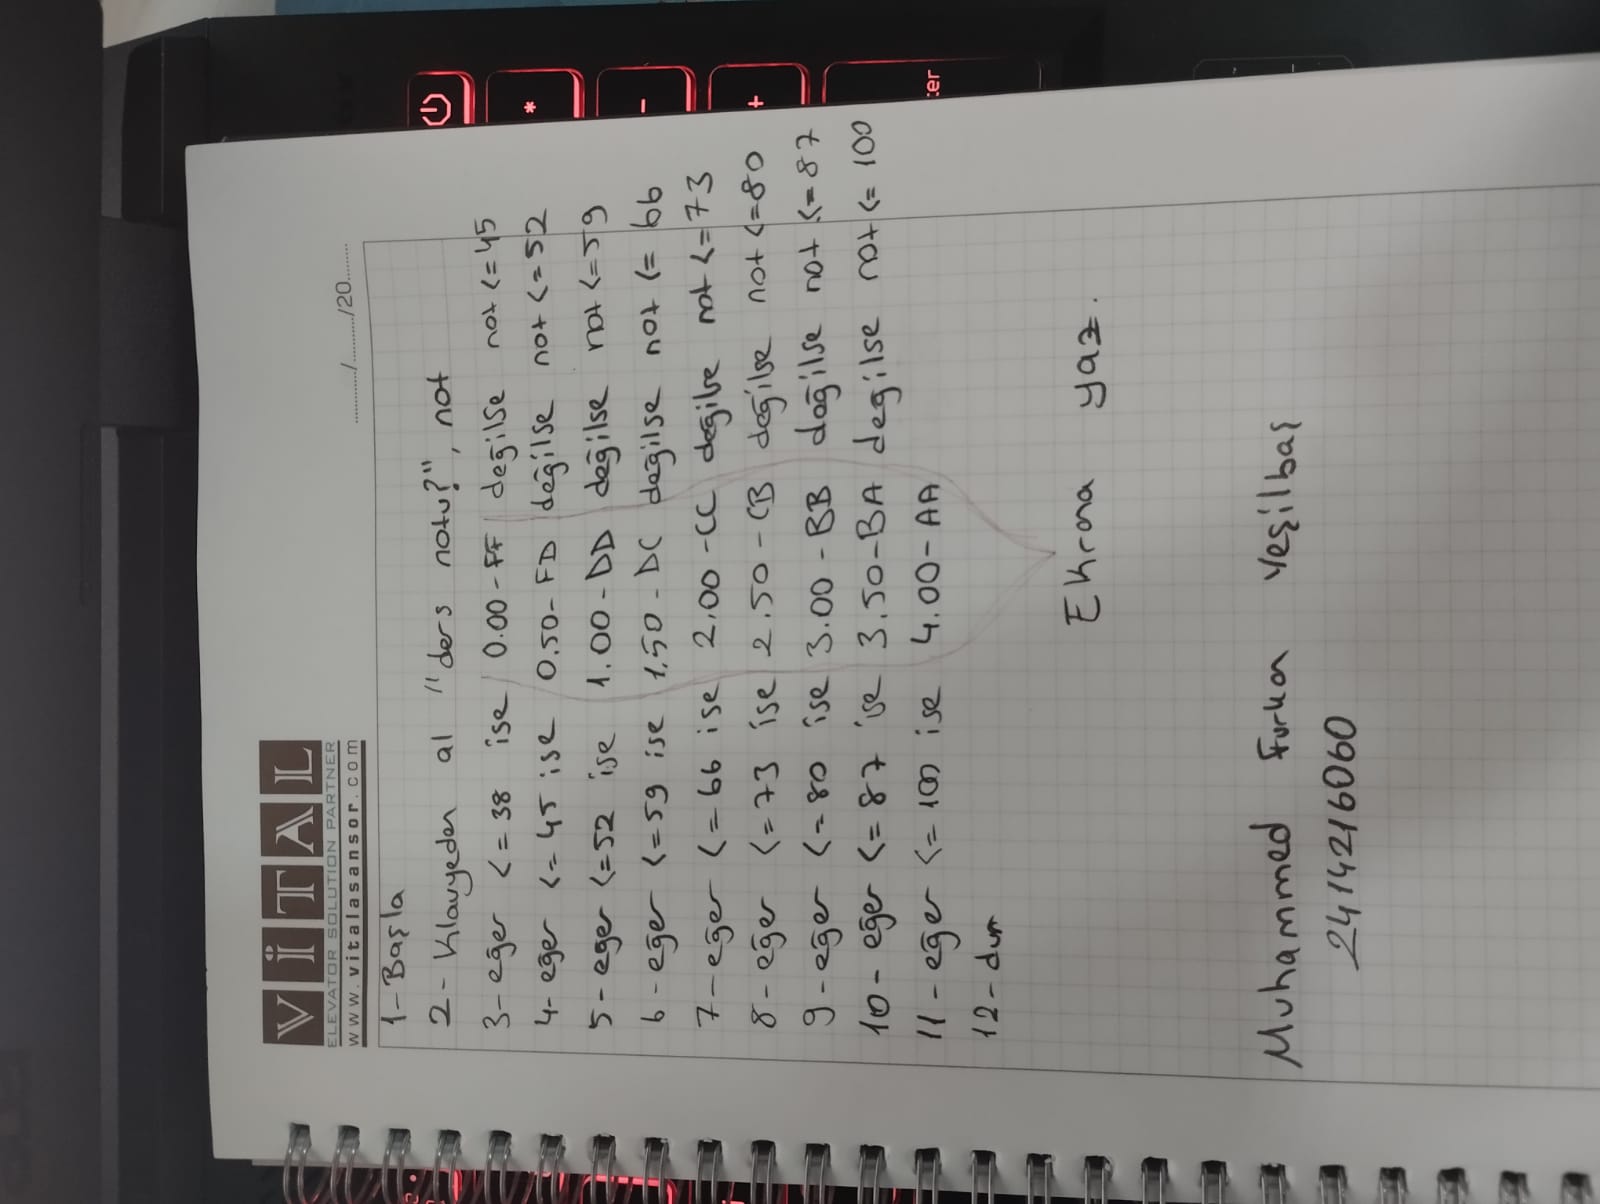 ViTAL
ELEVATOR SOLUTION PARTNER
www.vitalasansor.com
........../........../20..........
1- Başla
2- Klavyeden al "ders notu?", not
3- eğer <=38 ise 0.00-FF değilse not <=45
4- eğer <=45 ise 0.50-FD değilse not <=52
5- eğer <=52 ise 1.00-DD değilse not <=59
6- eğer <=59 ise 1.50-DC değilse not <=66
7- eğer <=66 ise 2.00-CC değilse not <=73
8- eğer <=73 ise 2.50-CB değilse not <=80
9- eğer <=80 ise 3.00-BB değilse not <=87
10- eğer <=87 ise 3.50-BA değilse not <=100
11- eğer <=100 ise 4.00-AA
12- dur
Ekrana yaz.
Muhammed Furkan Yeşilbaş
2414216060
*
-
+
ter